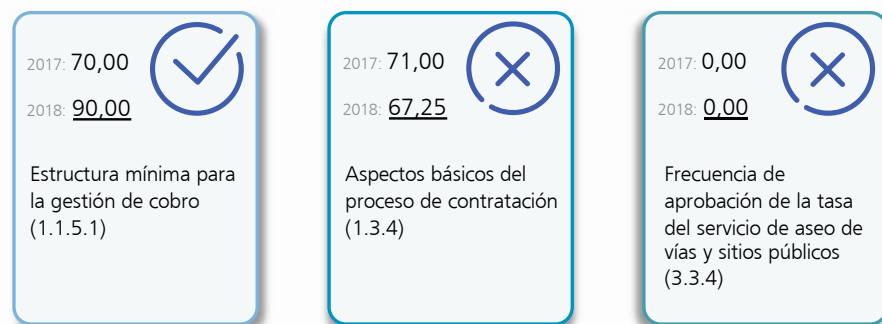 2017: 70,00
2018: 90,00
Estructura mínima para
la gestión de cobro
(1.1.5.1)
2017: 71,00
2018: 67,25
Aspectos básicos del
proceso de contratación
(1.3.4)
2017: 0,00
2018: 0,00
Frecuencia de
aprobación de la tasa
del servicio de aseo de
vías y sitios públicos
(3.3.4)